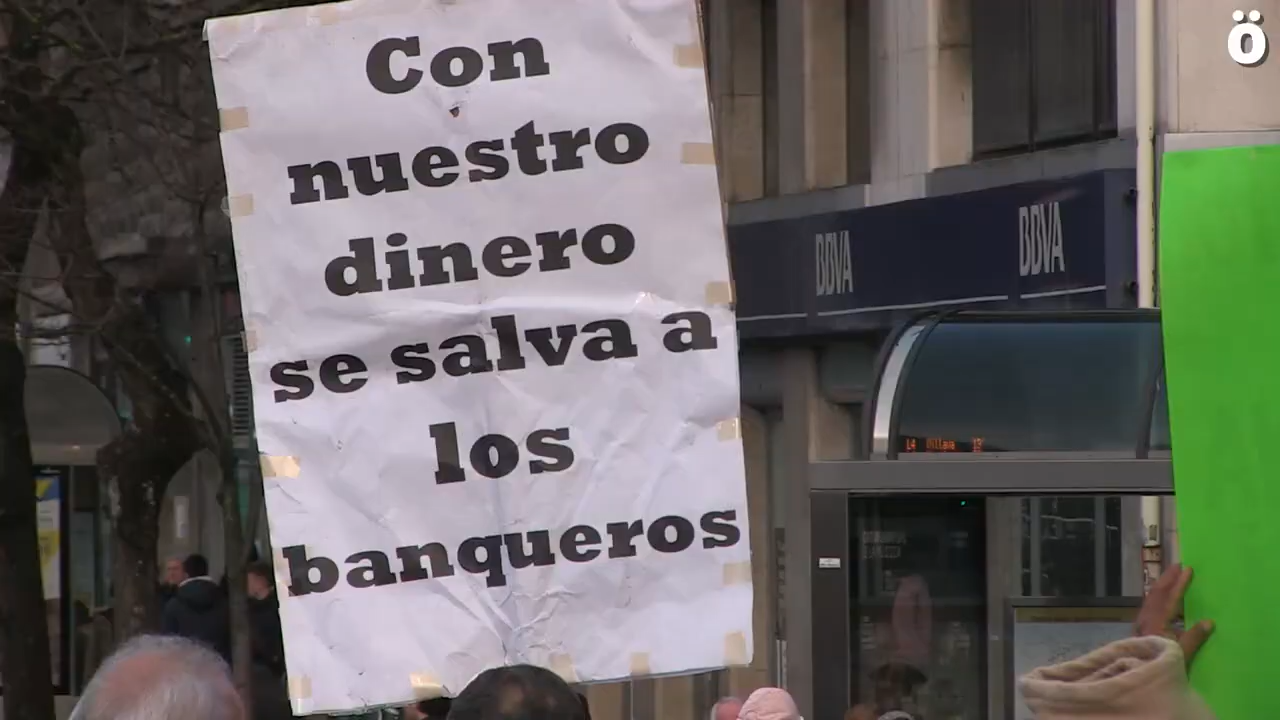 Con
nuestro
dinero
se salva a
los
banqueros
BBVA
BBVA
ö